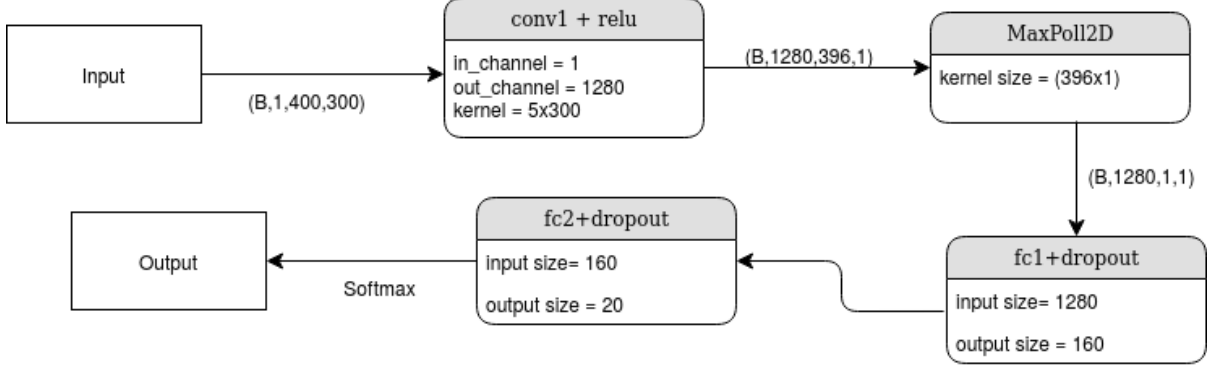 Input
(B,1,400,300)
conv1 + relu
in_channel = 1
out_channel = 1280
kernel = 5x300
(B,1280,396,1)
MaxPoll2D
kernel size = (396x1)
(B,1280,1,1)
fc1+dropout
input size= 1280
output size = 160
fc2+dropout
input size= 160
output size = 20
Softmax
Output